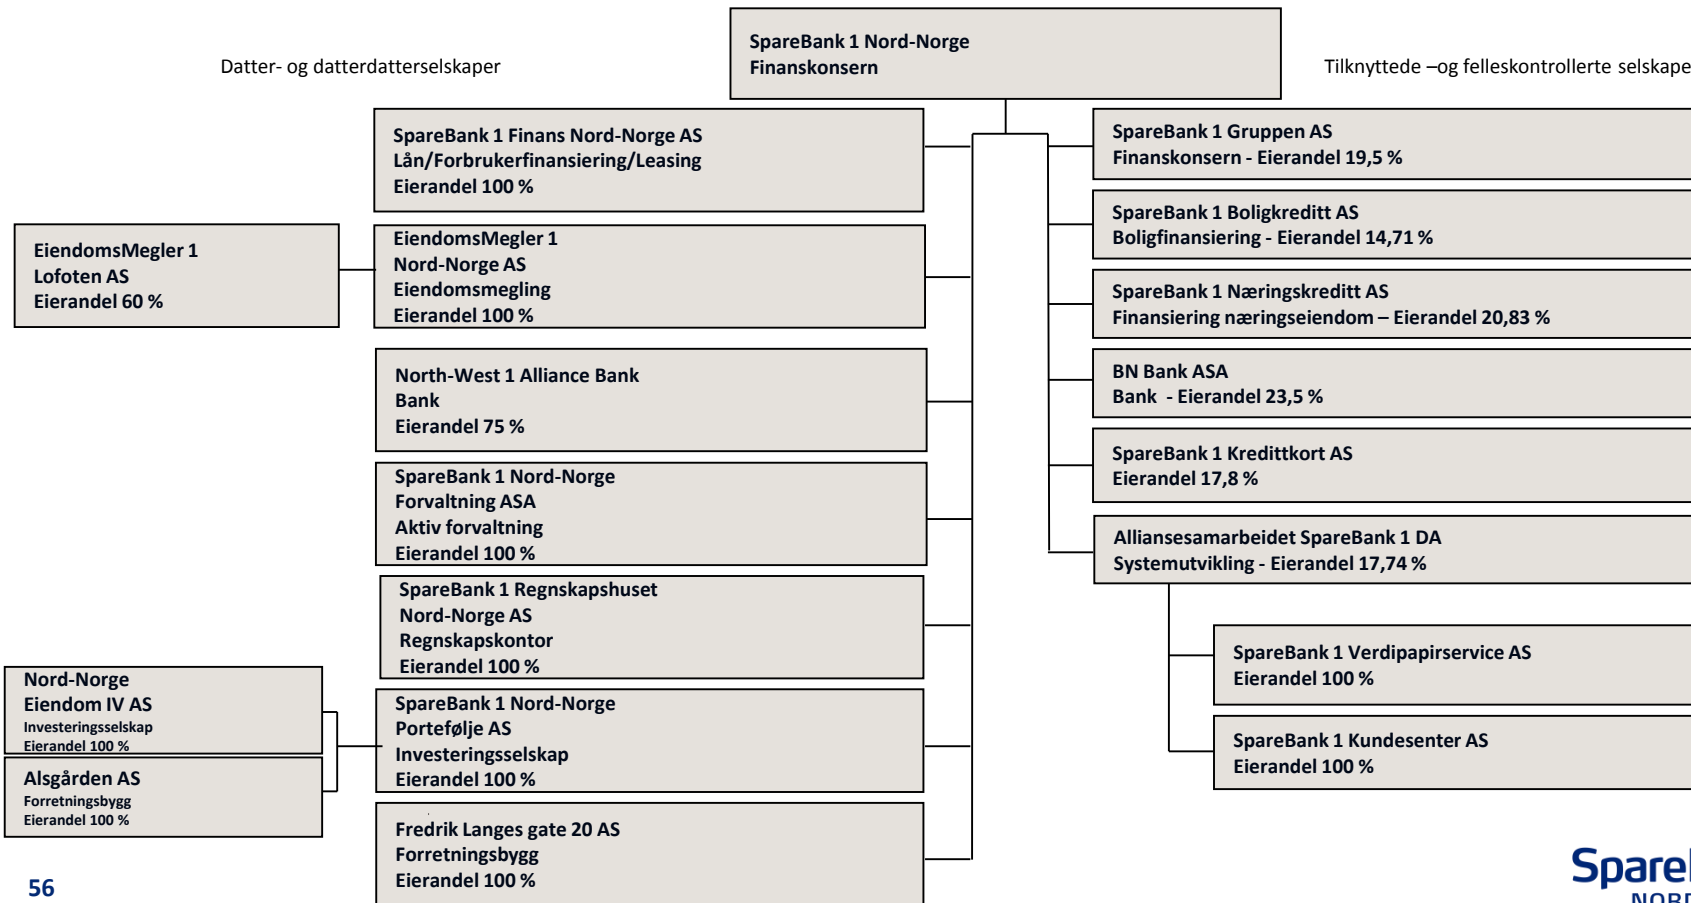 SpareBank 1 Nord-Norge
Finanskonsern
Datter- og datterdatterselskaper
Tilknyttede –og felleskontrollerte selskape
SpareBank 1 Finans Nord-Norge AS
Lån/Forbrukerfinansiering/Leasing
Eierandel 100 %
EiendomsMegler 1
Lofoten AS
Eierandel 60 %
EiendomsMegler 1
Nord-Norge AS
Eiendomsmegling
Eierandel 100 %
North-West 1 Alliance Bank
Bank
Eierandel 75 %
SpareBank 1 Nord-Norge
Forvaltning ASA
Aktiv forvaltning
Eierandel 100 %
SpareBank 1 Regnskapshuset
Nord-Norge AS
Regnskapskontor
Eierandel 100 %
Nord-Norge
Eiendom IV AS
Investeringsselskap
Eierandel 100 %
Alsgården AS
Forretningsbygg
Eierandel 100 %
SpareBank 1 Nord-Norge
Portefølje AS
Investeringsselskap
Eierandel 100 %
Fredrik Langes gate 20 AS
Forretningsbygg
Eierandel 100 %
SpareBank 1 Gruppen AS
Finanskonsern - Eierandel 19,5 %
SpareBank 1 Boligkreditt AS
Boligfinansiering - Eierandel 14,71 %
SpareBank 1 Næringskreditt AS
Finansiering næringseiendom – Eierandel 20,83 %
BN Bank ASA
Bank - Eierandel 23,5 %
SpareBank 1 Kredittkort AS
Eierandel 17,8 %
Alliansesamarbeidet SpareBank 1 DA
Systemutvikling - Eierandel 17,74 %
SpareBank 1 Verdipapirservice AS
Eierandel 100 %
SpareBank 1 Kundesenter AS
Eierandel 100 %
56